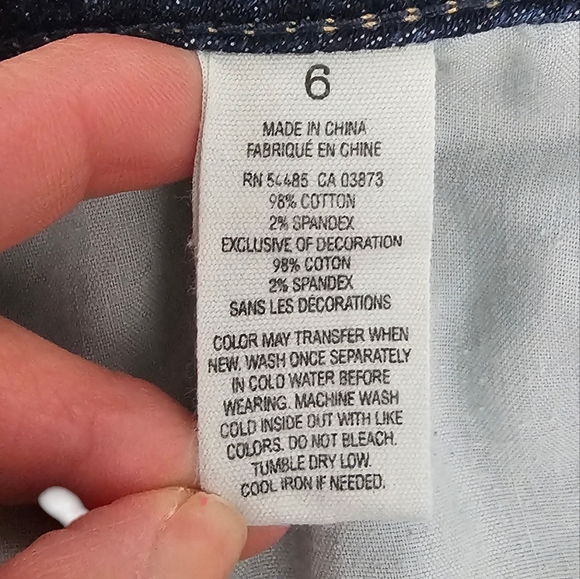 6
MADE IN CHINA
FABRIQUÉ EN CHINE
RN 54485 CA 03873
98% COTTON
2% SPANDEX
EXCLUSIVE OF DECORATION
98% COTON
2% SPANDEX
SANS LES DÉCORATIONS
COLOR MAY TRANSFER WHEN
NEW, WASH ONCE SEPARATELY
IN COLD WATER BEFORE
WEARING. MACHINE WASH
COLD INSIDE OUT WITH LIKE
COLORS. DO NOT BLEACH.
TUMBLE DRY LOW.
COOL IRON IF NEEDED.